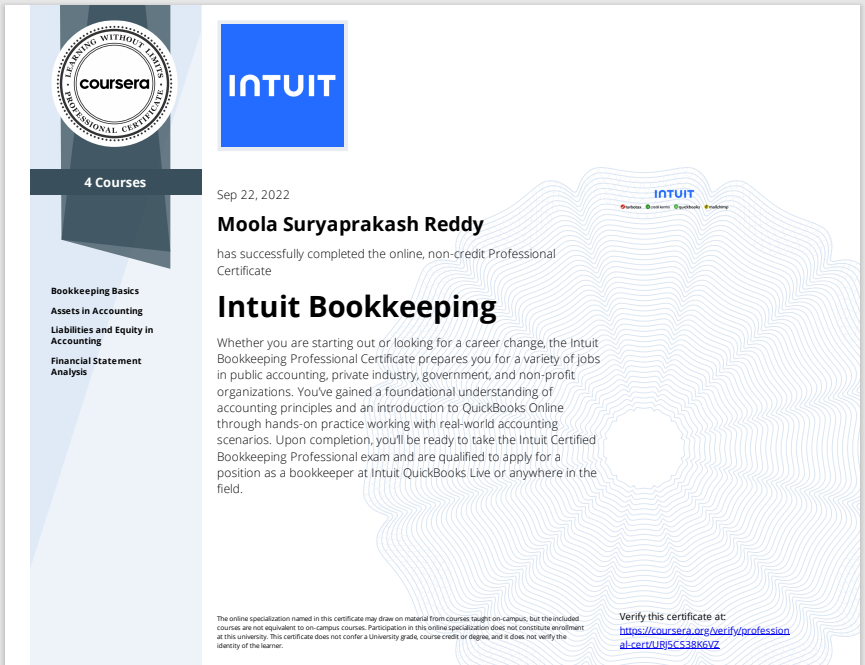 LEARNING WITHOUT LIMITS
coursera
PROFESSIONAL CERTIFICATE
4 Courses
Bookkeeping Basics
Assets in Accounting
Liabilities and Equity in
Accounting
Financial Statement
Analysis
INTUIT
Sep 22, 2022
Moola Suryaprakash Reddy
has successfully completed the online, non-credit Professional
Certificate
Intuit Bookkeeping
Whether you are starting out or looking for a career change, the Intuit
Bookkeeping Professional Certificate prepares you for a variety of jobs
in public accounting, private industry, government, and non-profit
organizations. You've gained a foundational understanding of
accounting principles and an introduction to QuickBooks Online
through hands-on practice working with real-world accounting
scenarios. Upon completion, you'll be ready to take the Intuit Certified
Bookkeeping Professional exam and are qualified to apply for a
position as a bookkeeper at Intuit QuickBooks Live or anywhere in the
field.
INTUIT
turbotax creditkarma quickbooks mailchimp
The online specialization named in this certificate may draw on material from courses taught on-campus, but the included
courses are not equivalent to on-campus courses. Participation in this online specialization does not constitute enrollment
at this university. This certificate does not confer a University grade, course credit or degree, and it does not verify the
identity of the learner.
Verify this certificate at:
https://coursera.org/verify/profession
al-cert/URJ5CS38K6VZ